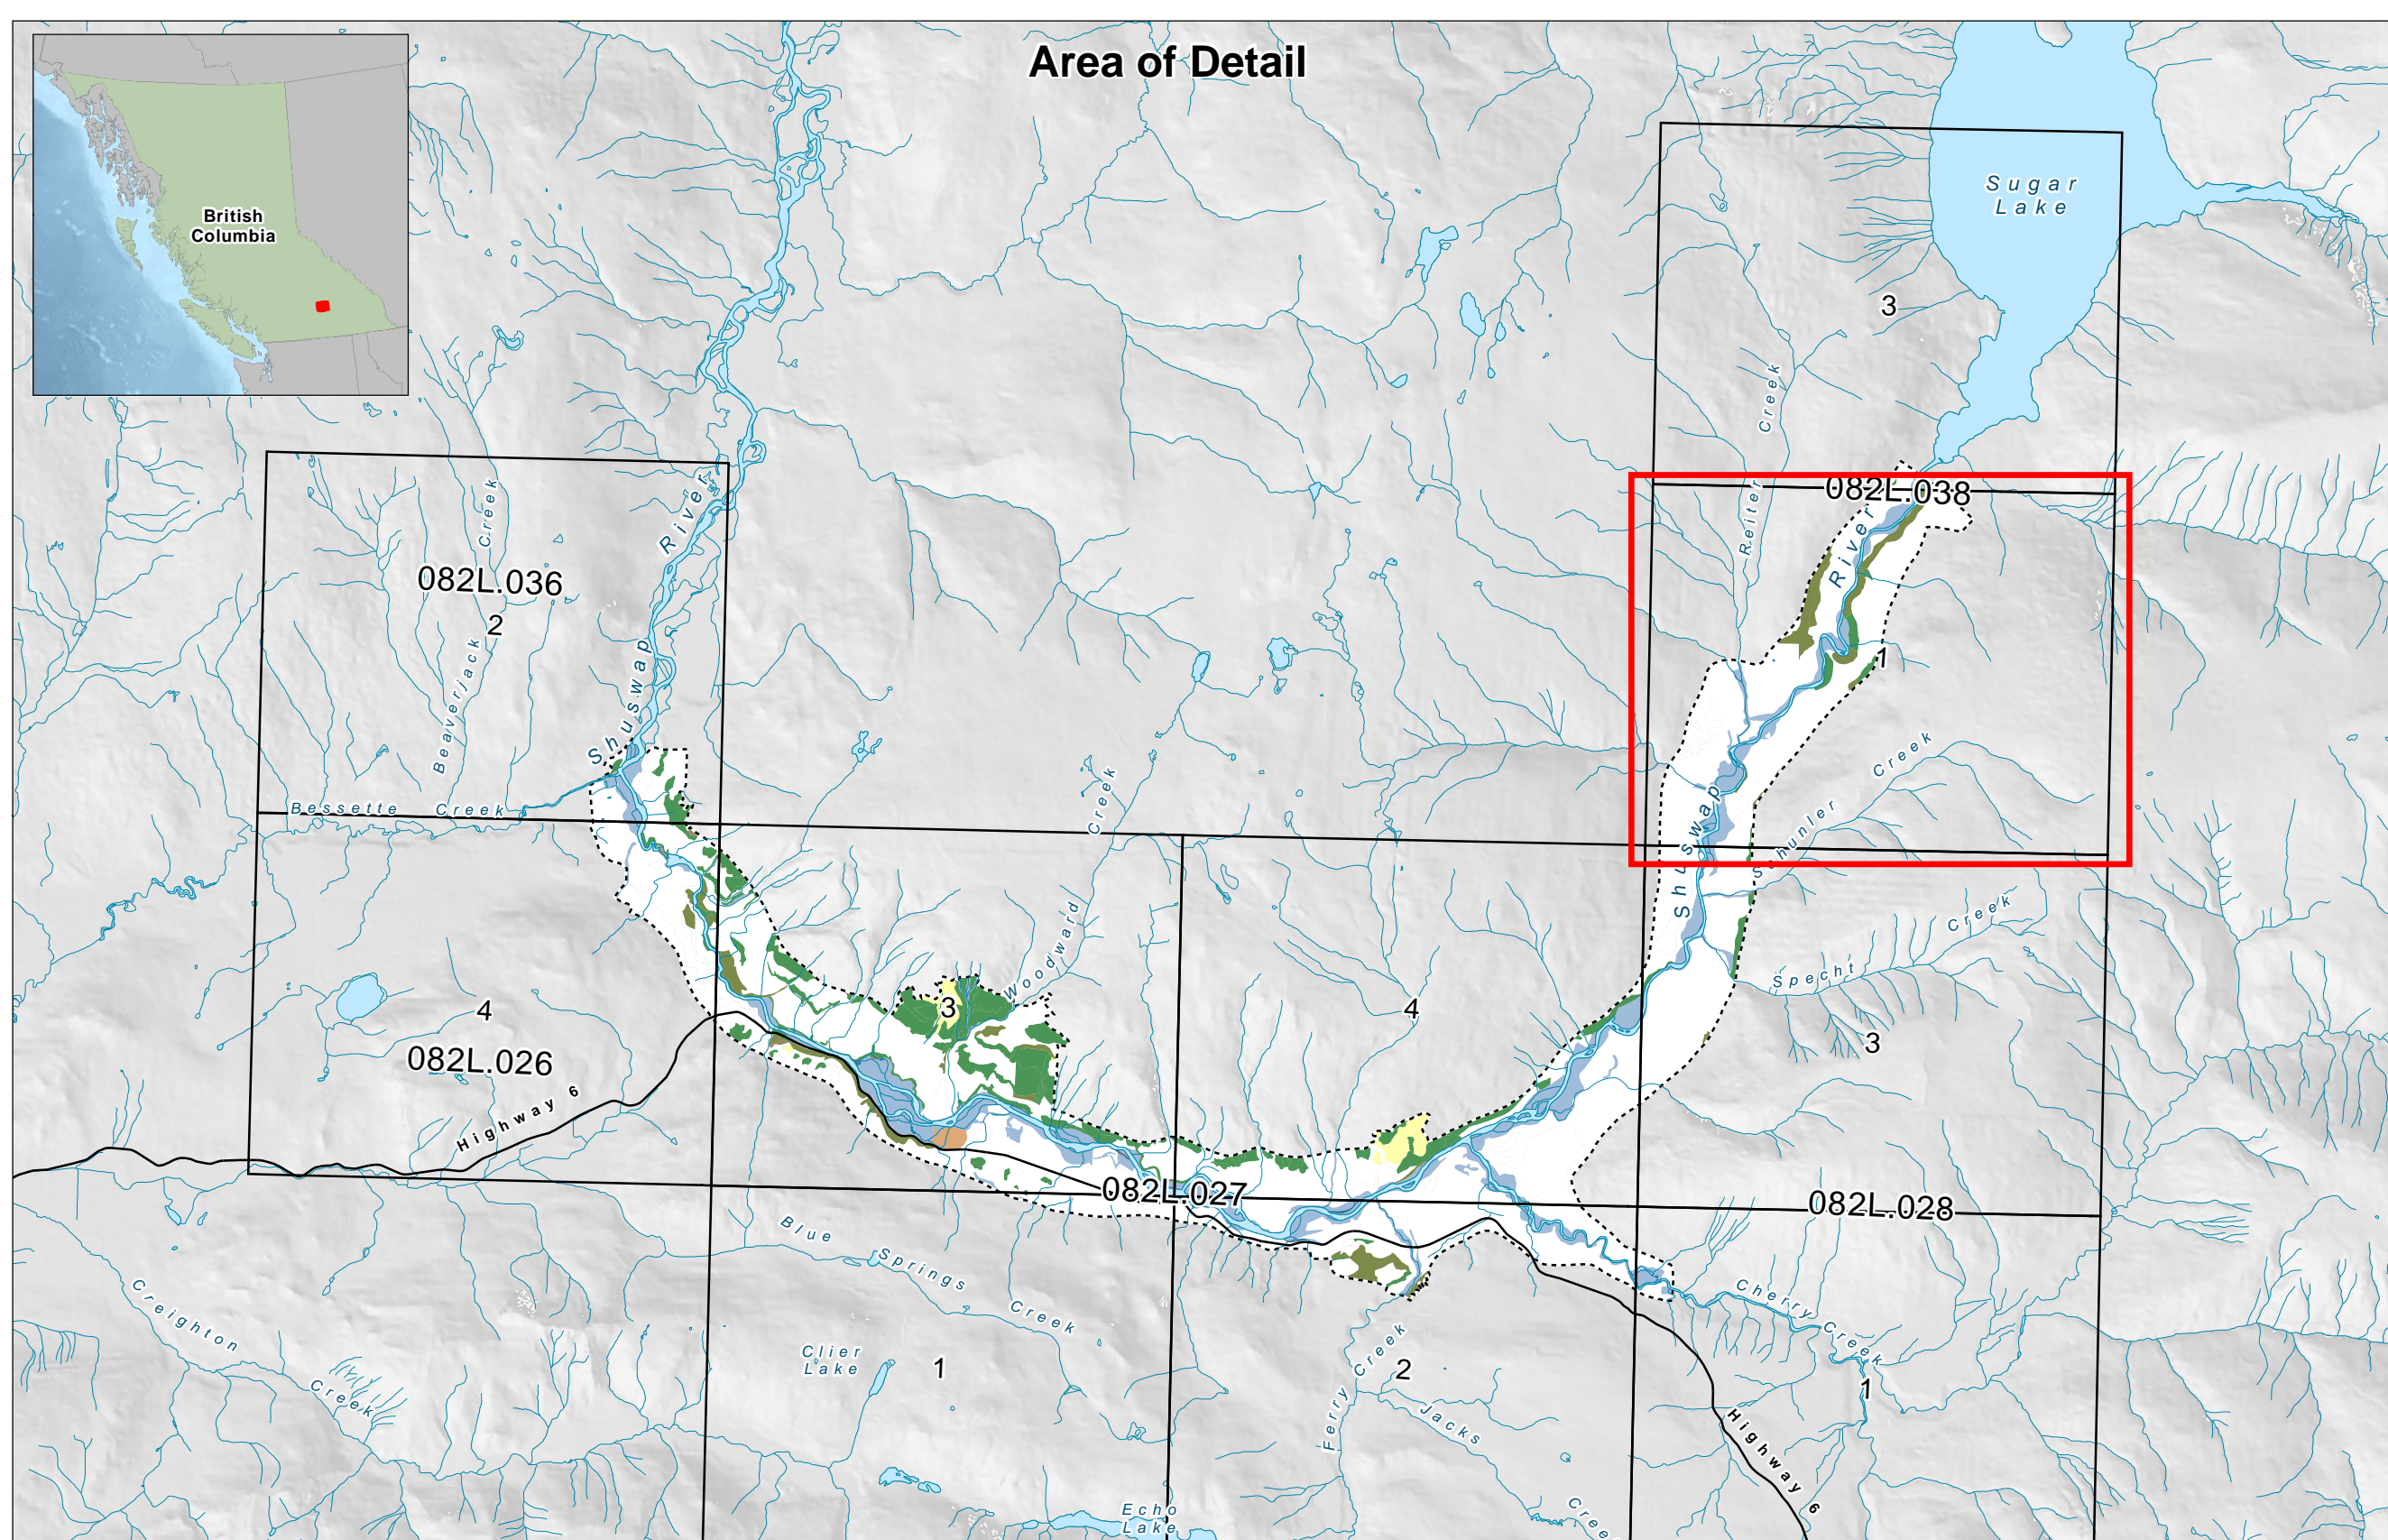 Area of Detail
British
Columbia
Sugar
Lake
3
Reiter Creek
082L.038
Shuswap River
1
Schunler Creek
082L.036
2
Beaverjack Creek
Shuswap River
Bessette Creek
Woodward Creek
Shuswap
Specht Creek
4
082L.026
Highway 6
3
4
3
082L.027
082L.028
Blue Springs Creek
Creighton Creek
Clier
Lake
1
Ferry Creek
2
Jacks Creek
Cherry Creek
1
Highway 6
Echo
Lake